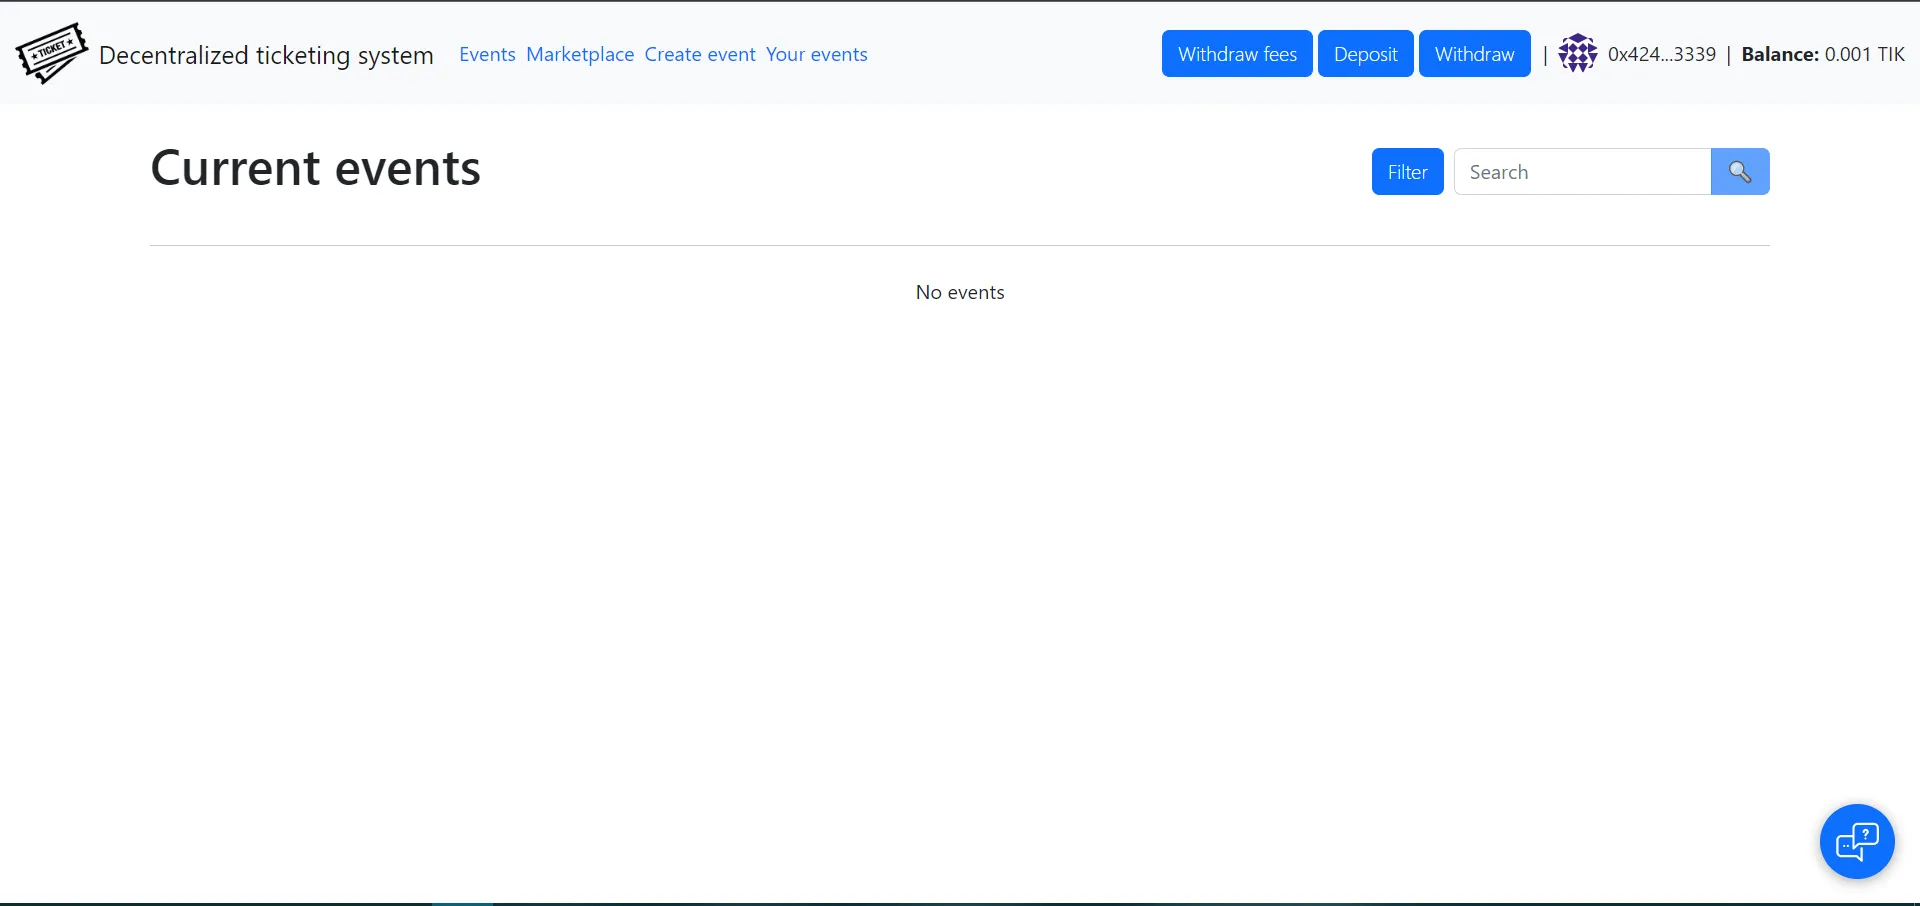 ★TICKET★
Decentralized ticketing system
Events Marketplace Create event Your events
Withdraw fees Deposit Withdraw | 0x424...3339 | Balance: 0.001 TIK
Current events
Filter Search
No events
?